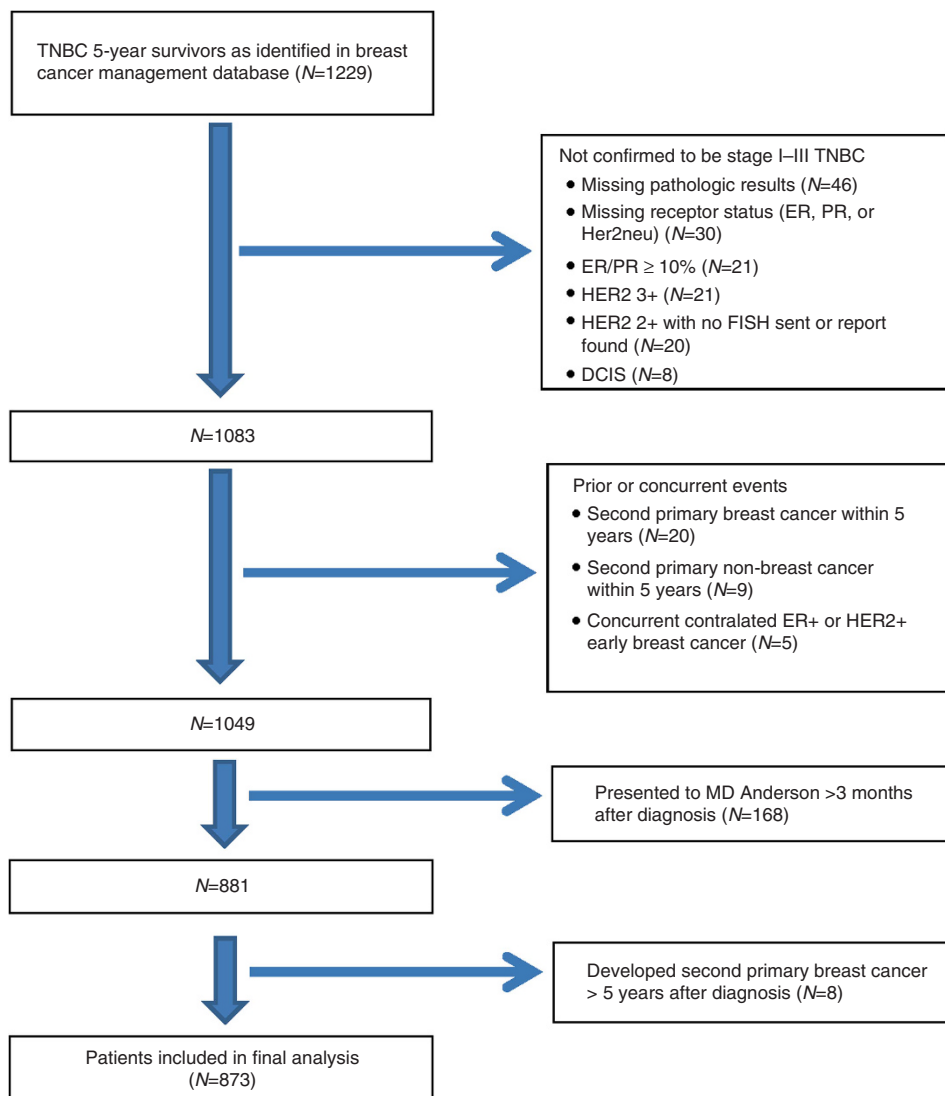 TNBC 5-year survivors as identified in breast
cancer management database (N=1229)
Not confirmed to be stage I–III TNBC
• Missing pathologic results (N=46)
• Missing receptor status (ER, PR, or
Her2neu) (N=30)
• ER/PR ≥ 10% (N=21)
• HER2 3+ (N=21)
• HER2 2+ with no FISH sent or report
found (N=20)
• DCIS (N=8)
N=1083
Prior or concurrent events
• Second primary breast cancer within 5
years (N=20)
• Second primary non-breast cancer
within 5 years (N=9)
• Concurrent contralated ER+ or HER2+
early breast cancer (N=5)
N=1049
Presented to MD Anderson >3 months
after diagnosis (N=168)
N=881
Developed second primary breast cancer
> 5 years after diagnosis (N=8)
Patients included in final analysis
(N=873)